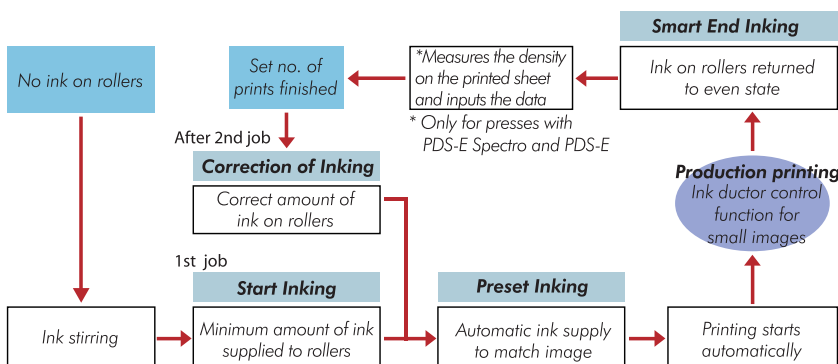 Smart End Inking
No ink on rollers
Set no. of
prints finished
*Measures the density
on the printed sheet
and inputs the data
* Only for presses with
PDS-E Spectro and PDS-E
Ink on rollers returned
to even state
After 2nd job
Correction of Inking
Correct amount of
ink on rollers
Production printing
Ink ductor control
function for
small images
1st job
Start Inking
Preset Inking
Ink stirring
Minimum amount of ink
supplied to rollers
Automatic ink supply
to match image
Printing starts
automatically